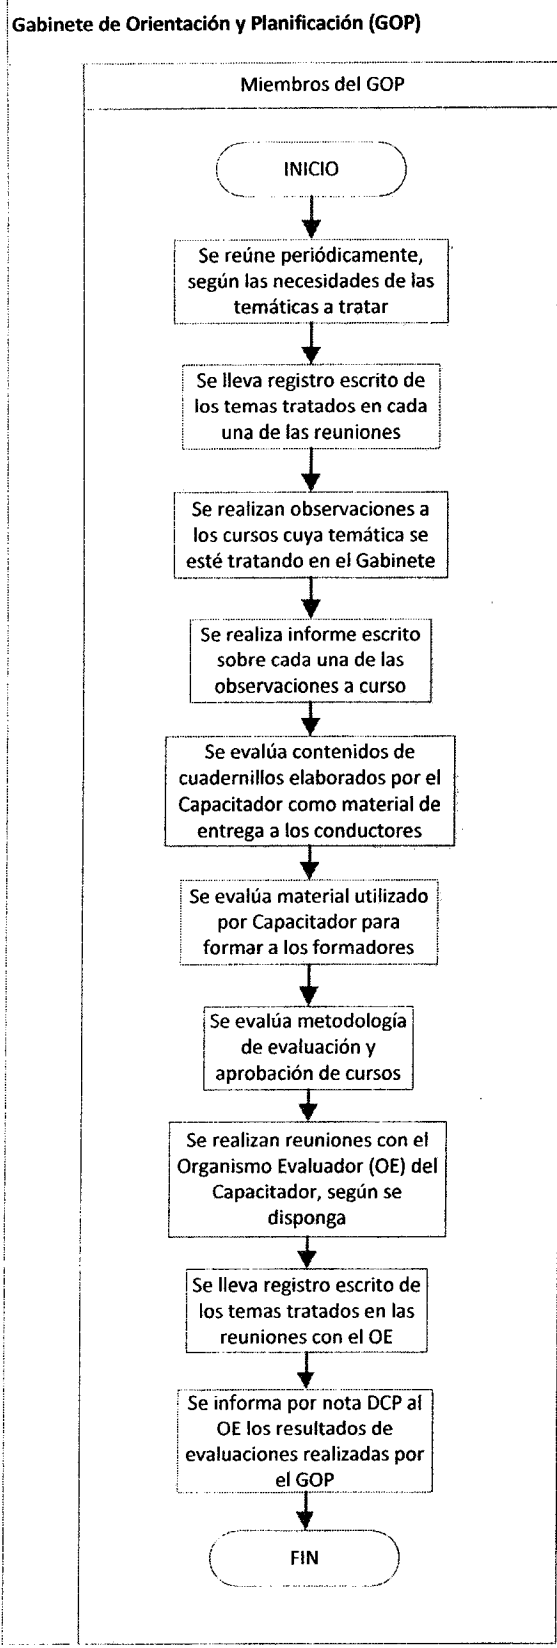 Gabinete de Orientación y Planificación (GOP)
Miembros del GOP
INICIO
Se reúne periódicamente,
según las necesidades de las
temáticas a tratar
Se lleva registro escrito de
los temas tratados en cada
una de las reuniones
Se realizan observaciones a
los cursos cuya temática se
esté tratando en el Gabinete
Se realiza informe escrito
sobre cada una de las
observaciones a curso
Se evalúa contenidos de
cuadernillos elaborados por el
Capacitador como material de
entrega a los conductores
Se evalúa material utilizado
por Capacitador para
formar a los formadores
Se evalúa metodología
de evaluación y
aprobación de cursos
Se realizan reuniones con el
Organismo Evaluador (OE) del
Capacitador, según se
disponga
Se lleva registro escrito de
los temas tratados en las
reuniones con el OE
Se informa por nota DCP al
OE los resultados de
evaluaciones realizadas por
el GOP
FIN